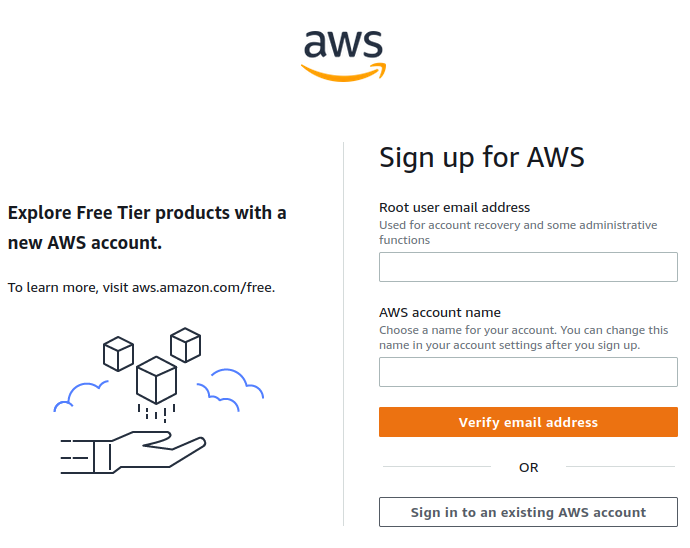 aws
Explore Free Tier products with a
new AWS account.
To learn more, visit aws.amazon.com/free.
Sign up for AWS
Root user email address
Used for account recovery and some administrative
functions
AWS account name
Choose a name for your account. You can change this
name in your account settings after you sign up.
Verify email address
OR
Sign in to an existing AWS account